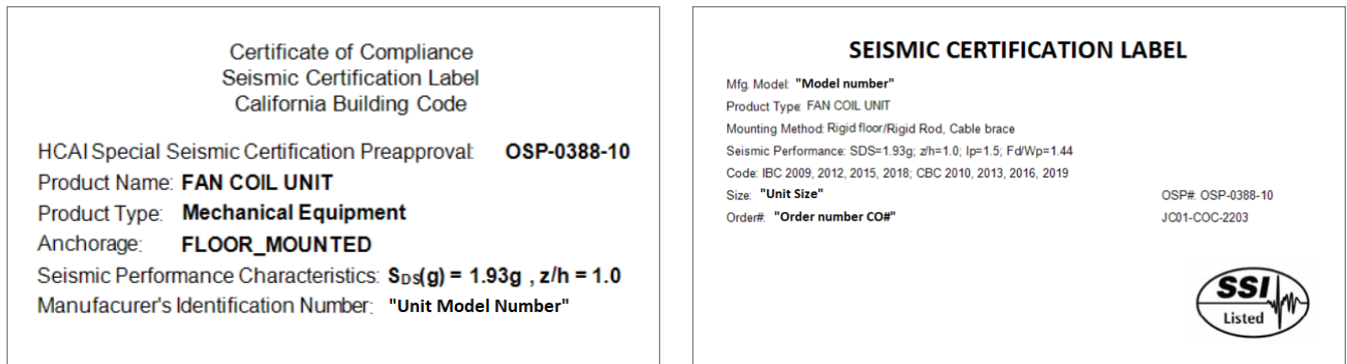 Certificate of Compliance
Seismic Certification Label
California Building Code
HCAI Special Seismic Certification Preapproval: OSP-0388-10
Product Name: FAN COIL UNIT
Product Type: Mechanical Equipment
Anchorage: FLOOR_MOUNTED
Seismic Performance Characteristics: SDS(g) = 1.93g , z/h = 1.0
Manufacurer's Identification Number: "Unit Model Number"
SEISMIC CERTIFICATION LABEL
Mfg. Model: "Model number"
Product Type: FAN COIL UNIT
Mounting Method: Rigid floor/Rigid Rod, Cable brace
Seismic Performance: SDS=1.93g; z/h=1.0; Ip=1.5; Fd/Wp=1.44
Code: IBC 2009, 2012, 2015, 2018; CBC 2010, 2013, 2016, 2019
Size: "Unit Size" OSP#: OSP-0388-10
Order#: "Order number CO#" JC01-COC-2203
SSI
Listed